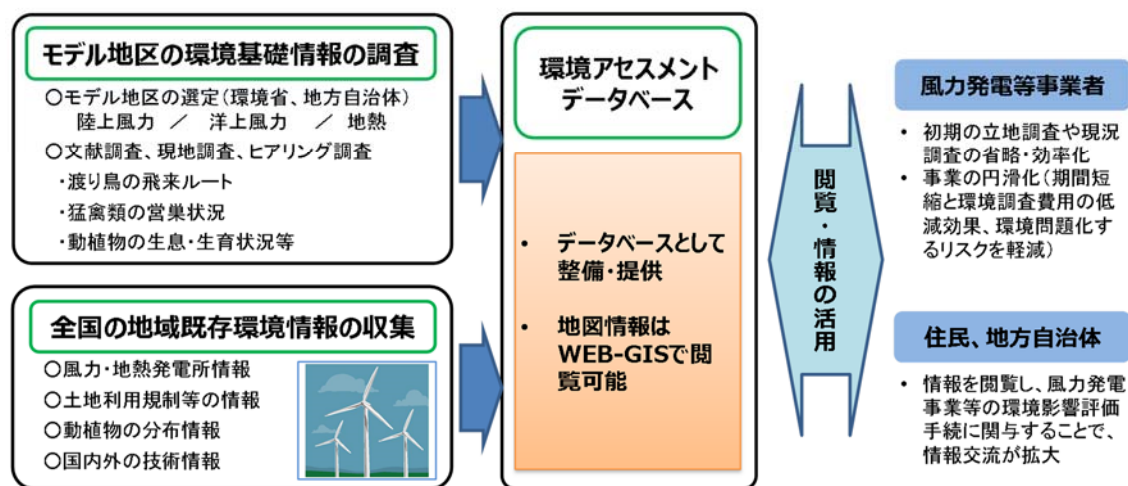 モデル地区の環境基礎情報の調査
○モデル地区の選定(環境省、地方自治体)
陸上風力 ／ 洋上風力 ／ 地熱
○文献調査、現地調査、ヒアリング調査
・渡り鳥の飛来ルート
・猛禽類の営巣状況
・動植物の生息・生育状況等
全国の地域既存環境情報の収集
○風力・地熱発電所情報
○土地利用規制等の情報
○動植物の分布情報
○国内外の技術情報
環境アセスメント
データベース
• データベースとして
整備・提供
• 地図情報は
WEB-GISで閲
覧可能
閲覧・情報の活用
風力発電等事業者
• 初期の立地調査や現況
調査の省略・効率化
• 事業の円滑化(期間短
縮と環境調査費用の低
減効果、環境問題化す
るリスクを軽減)
住民、地方自治体
• 情報を閲覧し、風力発電
事業等の環境影響評価
手続に関与することで、
情報交流が拡大